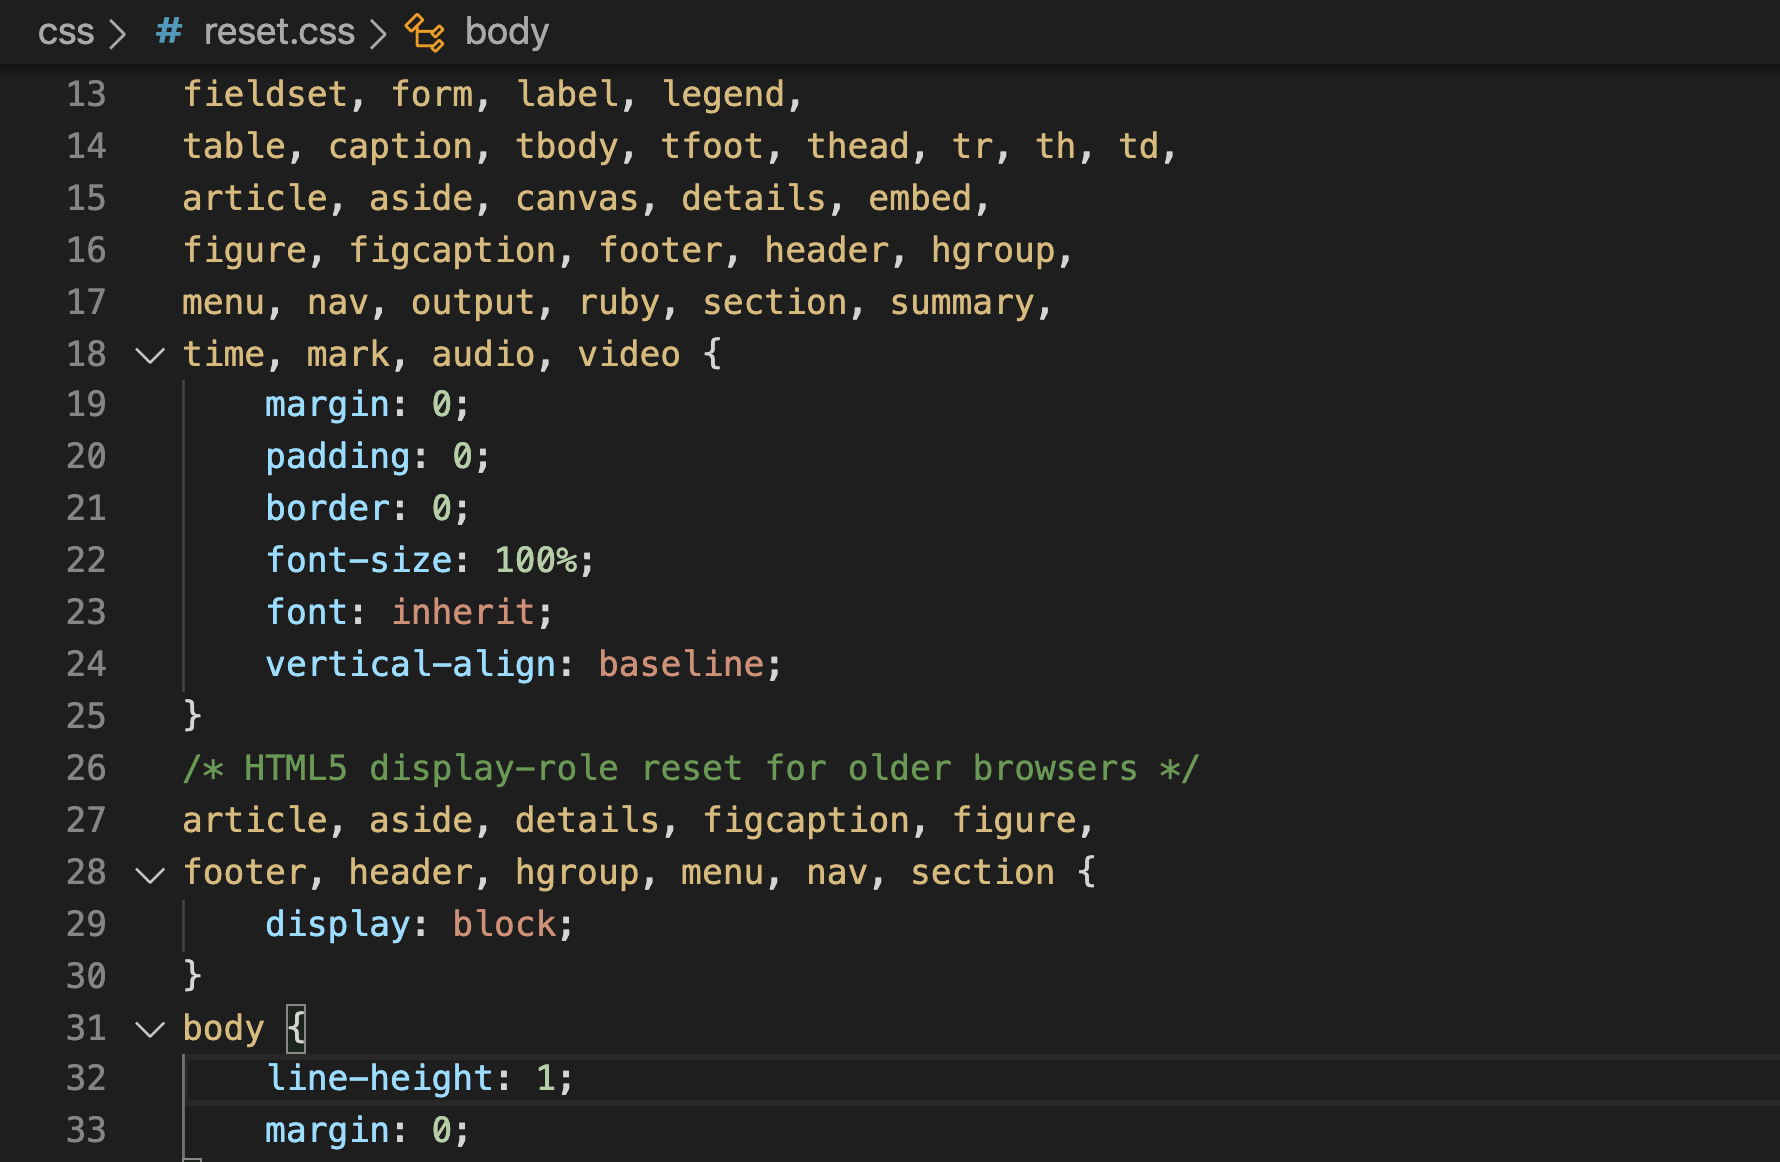 css > # reset.css > body
13 fieldset, form, label, legend,
14 table, caption, tbody, tfoot, thead, tr, th, td,
15 article, aside, canvas, details, embed,
16 figure, figcaption, footer, header, hgroup,
17 menu, nav, output, ruby, section, summary,
18 time, mark, audio, video {
19     margin: 0;
20     padding: 0;
21     border: 0;
22     font-size: 100%;
23     font: inherit;
24     vertical-align: baseline;
25 }
26 /* HTML5 display-role reset for older browsers */
27 article, aside, details, figcaption, figure,
28 footer, header, hgroup, menu, nav, section {
29     display: block;
30 }
31 body {
32     line-height: 1;
33     margin: 0;